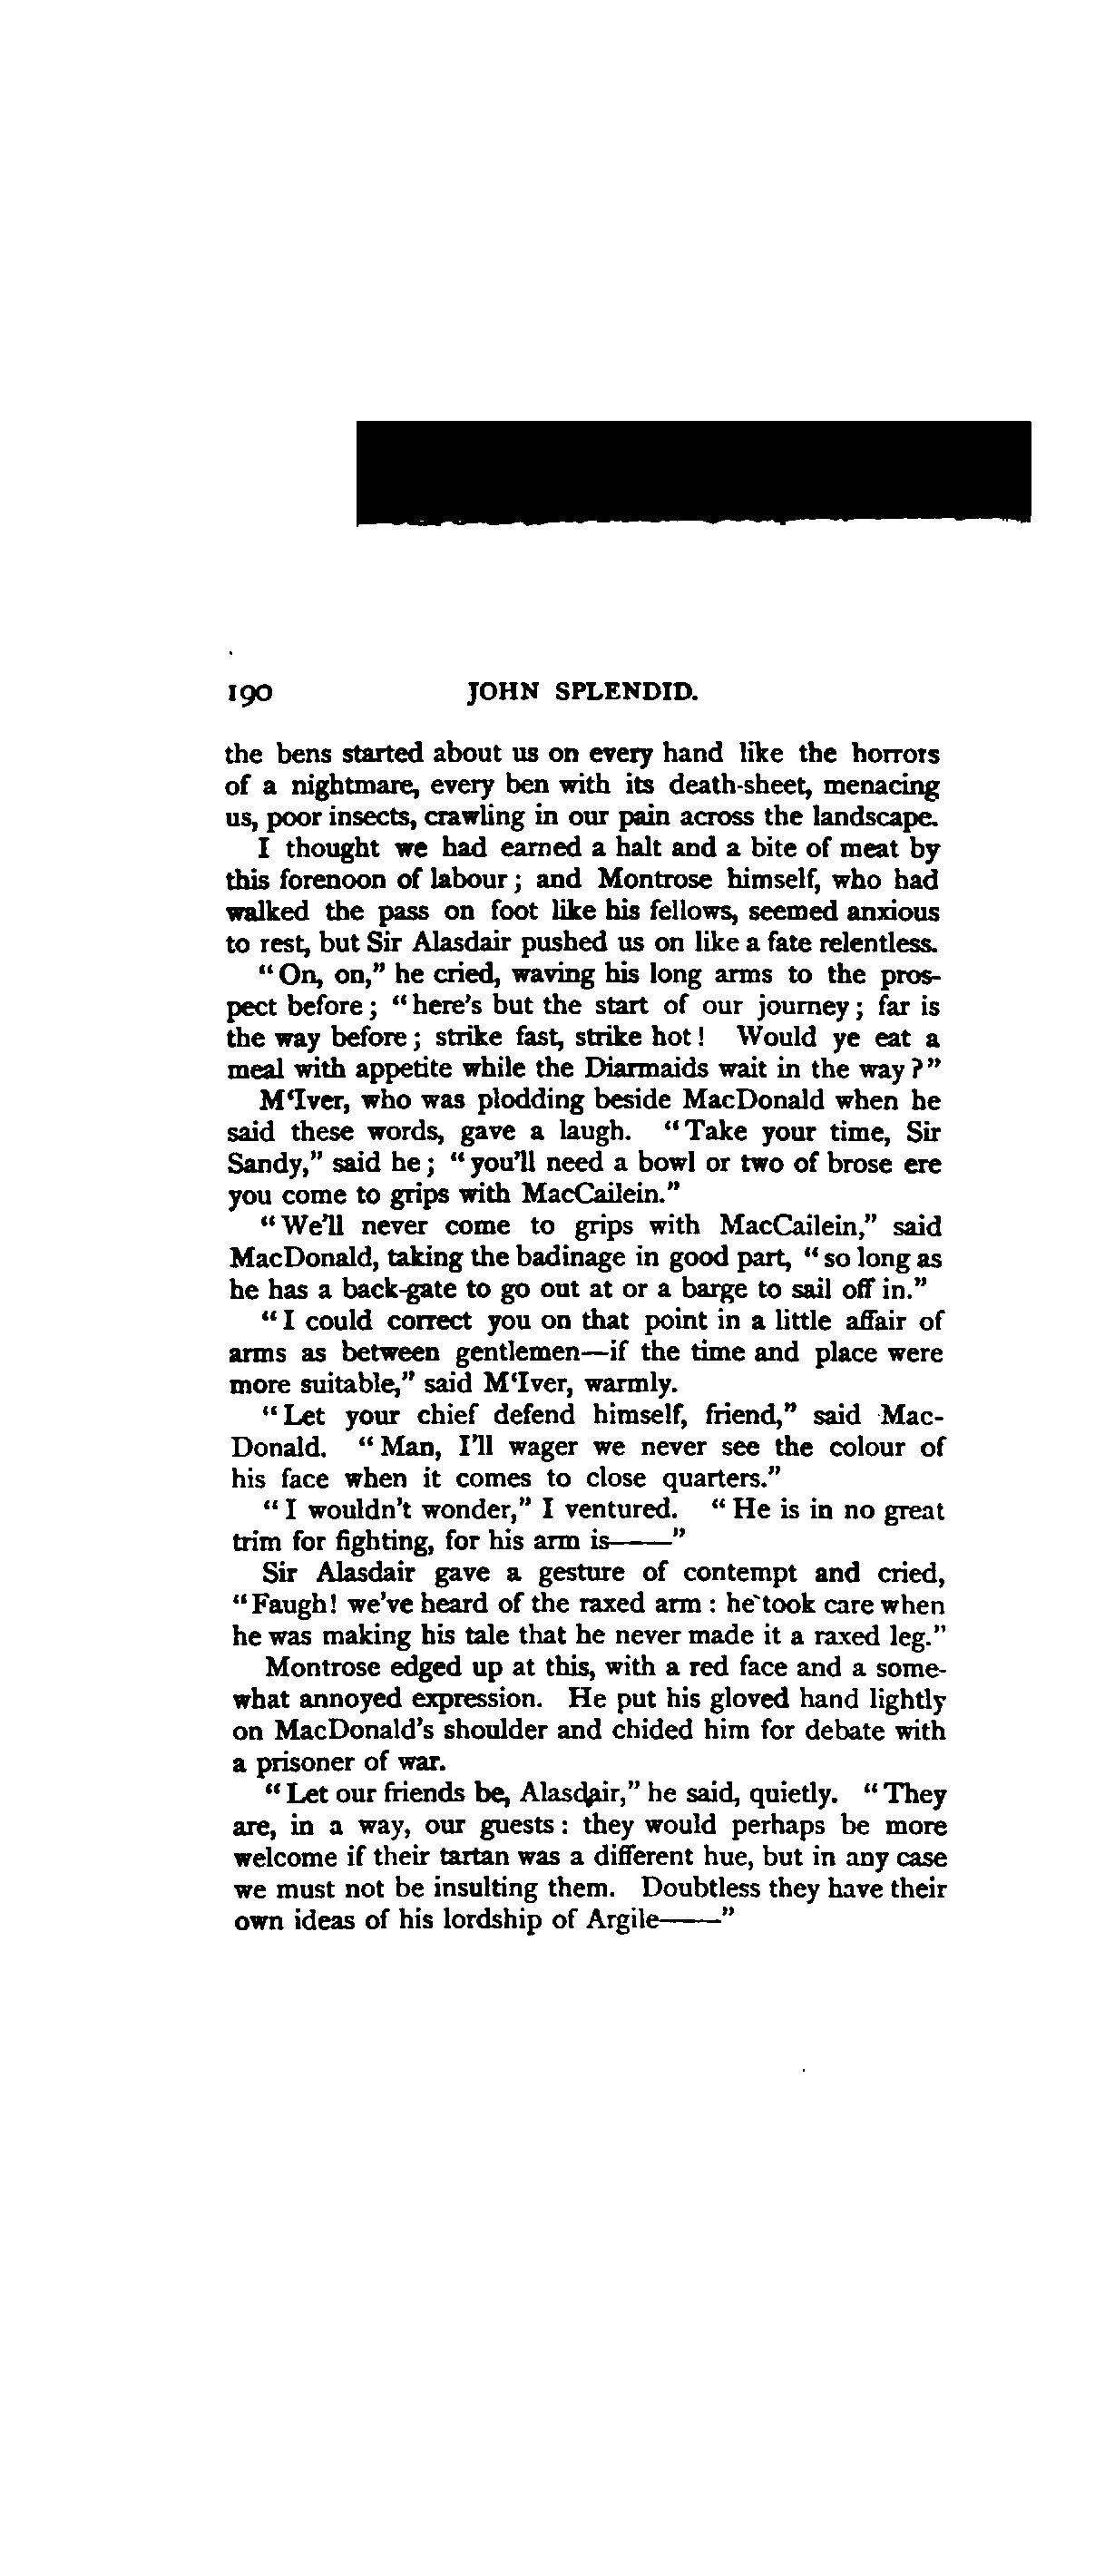 190 JOHN SPLENDID.
the bens started about us on every hand like the horrors
of a nightmare, every ben with its death-sheet, menacing
us, poor insects, crawling in our pain across the landscape.
I thought we had earned a halt and a bite of meat by
this forenoon of labour; and Montrose himself, who had
walked the pass on foot like his fellows, seemed anxious
to rest, but Sir Alasdair pushed us on like a fate relentless.
"On, on," he cried, waving his long arms to the pros-
pect before; "here's but the start of our journey; far is
the way before; strike fast, strike hot! Would ye eat a
meal with appetite while the Diarmaids wait in the way?"
M'Iver, who was plodding beside MacDonald when he
said these words, gave a laugh. "Take your time, Sir
Sandy," said he; "you'll need a bowl or two of brose ere
you come to grips with MacCailein."
"We'll never come to grips with MacCailein," said
MacDonald, taking the badinage in good part, "so long as
he has a back-gate to go out at or a barge to sail off in."
"I could correct you on that point in a little affair of
arms as between gentlemen—if the time and place were
more suitable," said M'Iver, warmly.
"Let your chief defend himself, friend," said Mac-
Donald. "Man, I'll wager we never see the colour of
his face when it comes to close quarters."
"I wouldn't wonder," I ventured. "He is in no great
trim for fighting, for his arm is——"
Sir Alasdair gave a gesture of contempt and cried,
"Faugh! we've heard of the raxed arm: he took care when
he was making his tale that he never made it a raxed leg."
Montrose edged up at this, with a red face and a some-
what annoyed expression. He put his gloved hand lightly
on MacDonald's shoulder and chided him for debate with
a prisoner of war.
"Let our friends be, Alasdair," he said, quietly. "They
are, in a way, our guests: they would perhaps be more
welcome if their tartan was a different hue, but in any case
we must not be insulting them. Doubtless they have their
own ideas of his lordship of Argile——"